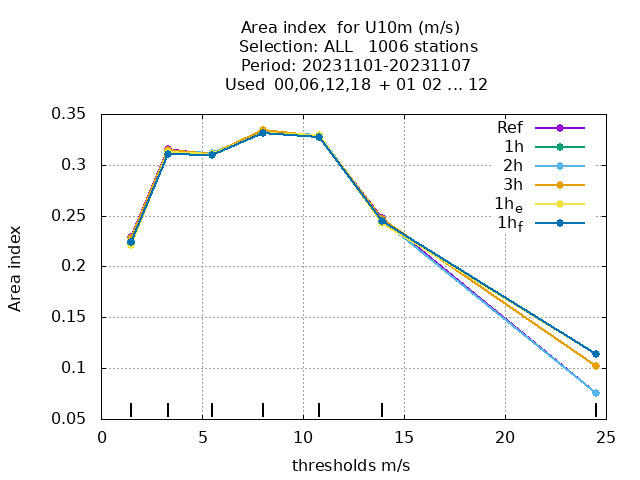 Area index  for U10m (m/s)
Selection: ALL   1006 stations
Period: 20231101-20231107
Used  00,06,12,18 + 01 02 ... 12
Area index
0.35
0.3
0.25
0.2
0.15
0.1
0.05
Ref
1h
2h
3h
1he
1hf
0 5 10 15 20 25
thresholds m/s